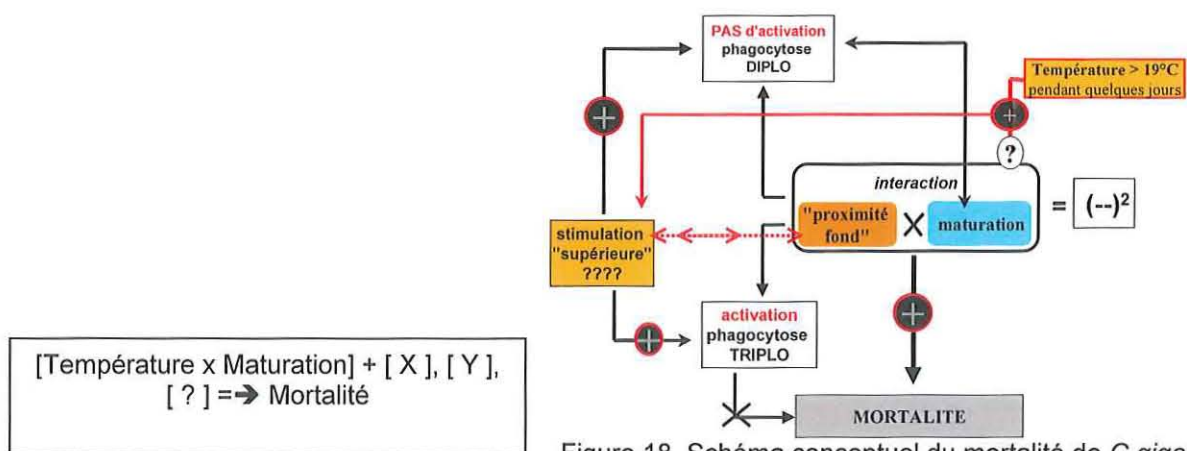 PAS d'activation
phagocytose
DIPLO
Température > 19°C
pendant quelques jours
+
+
?
interaction
"proximité
fond"
X
maturation
= (--)²
stimulation
"supérieure"
????
+
+
activation
phagocytose
TRIPLO
MORTALITE
[Température x Maturation] + [ X ], [ Y ],
[ ? ] =➔ Mortalité
Figure 18. Schéma conceptuel du mortalité de C. giga